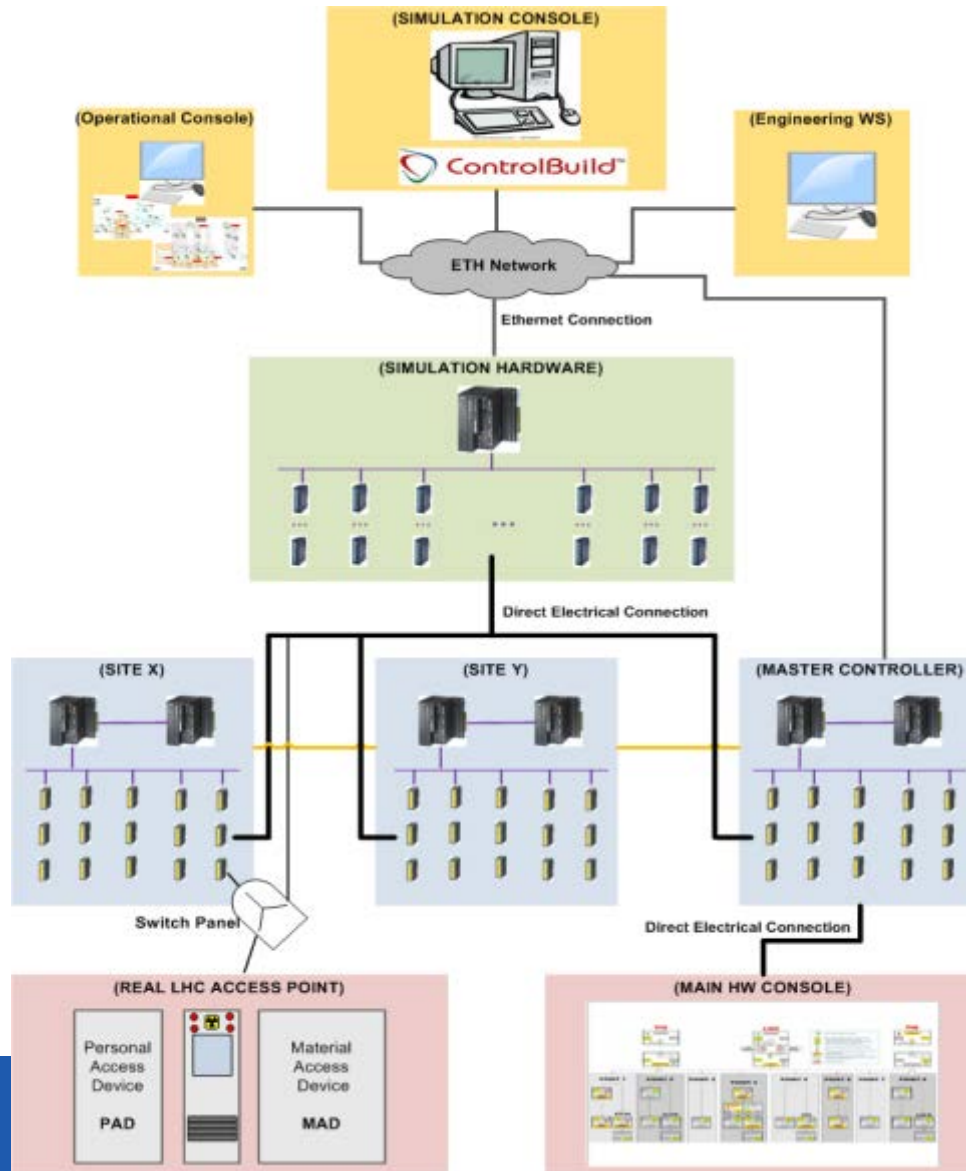 (SIMULATION CONSOLE)
(Operational Console)
(Engineering WS)
ControlBuild™
ETH Network
Ethernet Connection
(SIMULATION HARDWARE)
Direct Electrical Connection
(SITE X)
(SITE Y)
(MASTER CONTROLLER)
Switch Panel
Direct Electrical Connection
(REAL LHC ACCESS POINT)
(MAIN HW CONSOLE)
Personal
Access
Device
PAD
Material
Access
Device
MAD